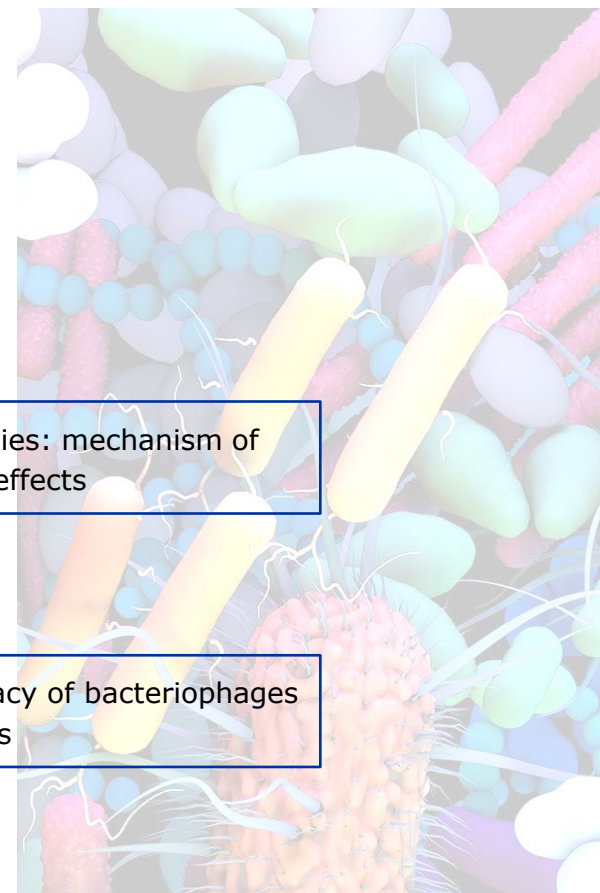 ies: mechanism of
effects
acy of bacteriophages
s